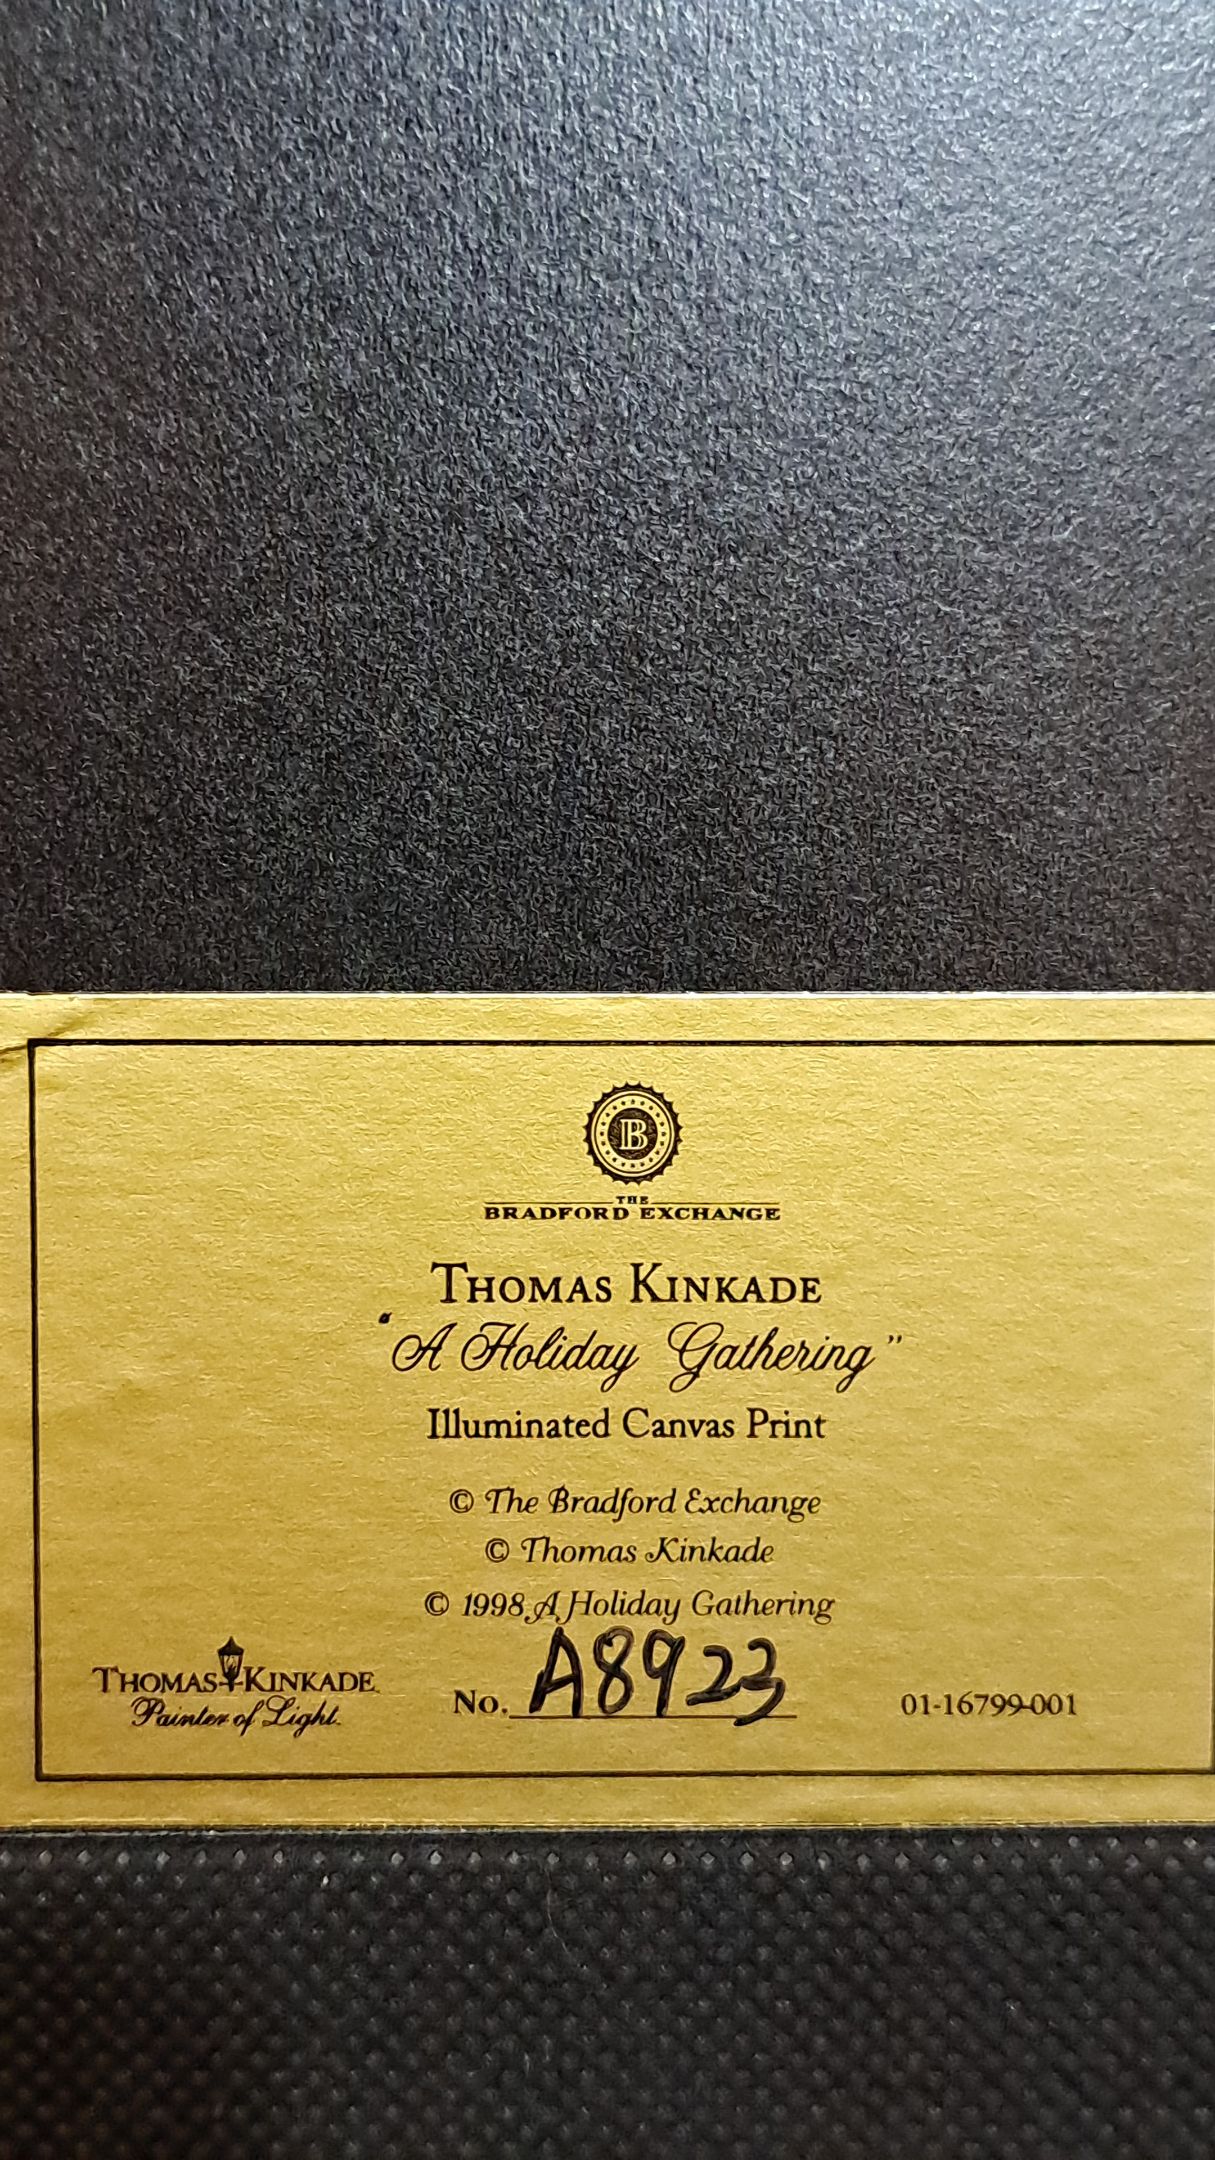 B
THE
BRADFORD EXCHANGE
THOMAS KINKADE
"A Holiday Gathering"
Illuminated Canvas Print
© The Bradford Exchange
© Thomas Kinkade
© 1998 A Holiday Gathering
THOMAS KINKADE
Painter of Light
No. A8923
01-16799-001